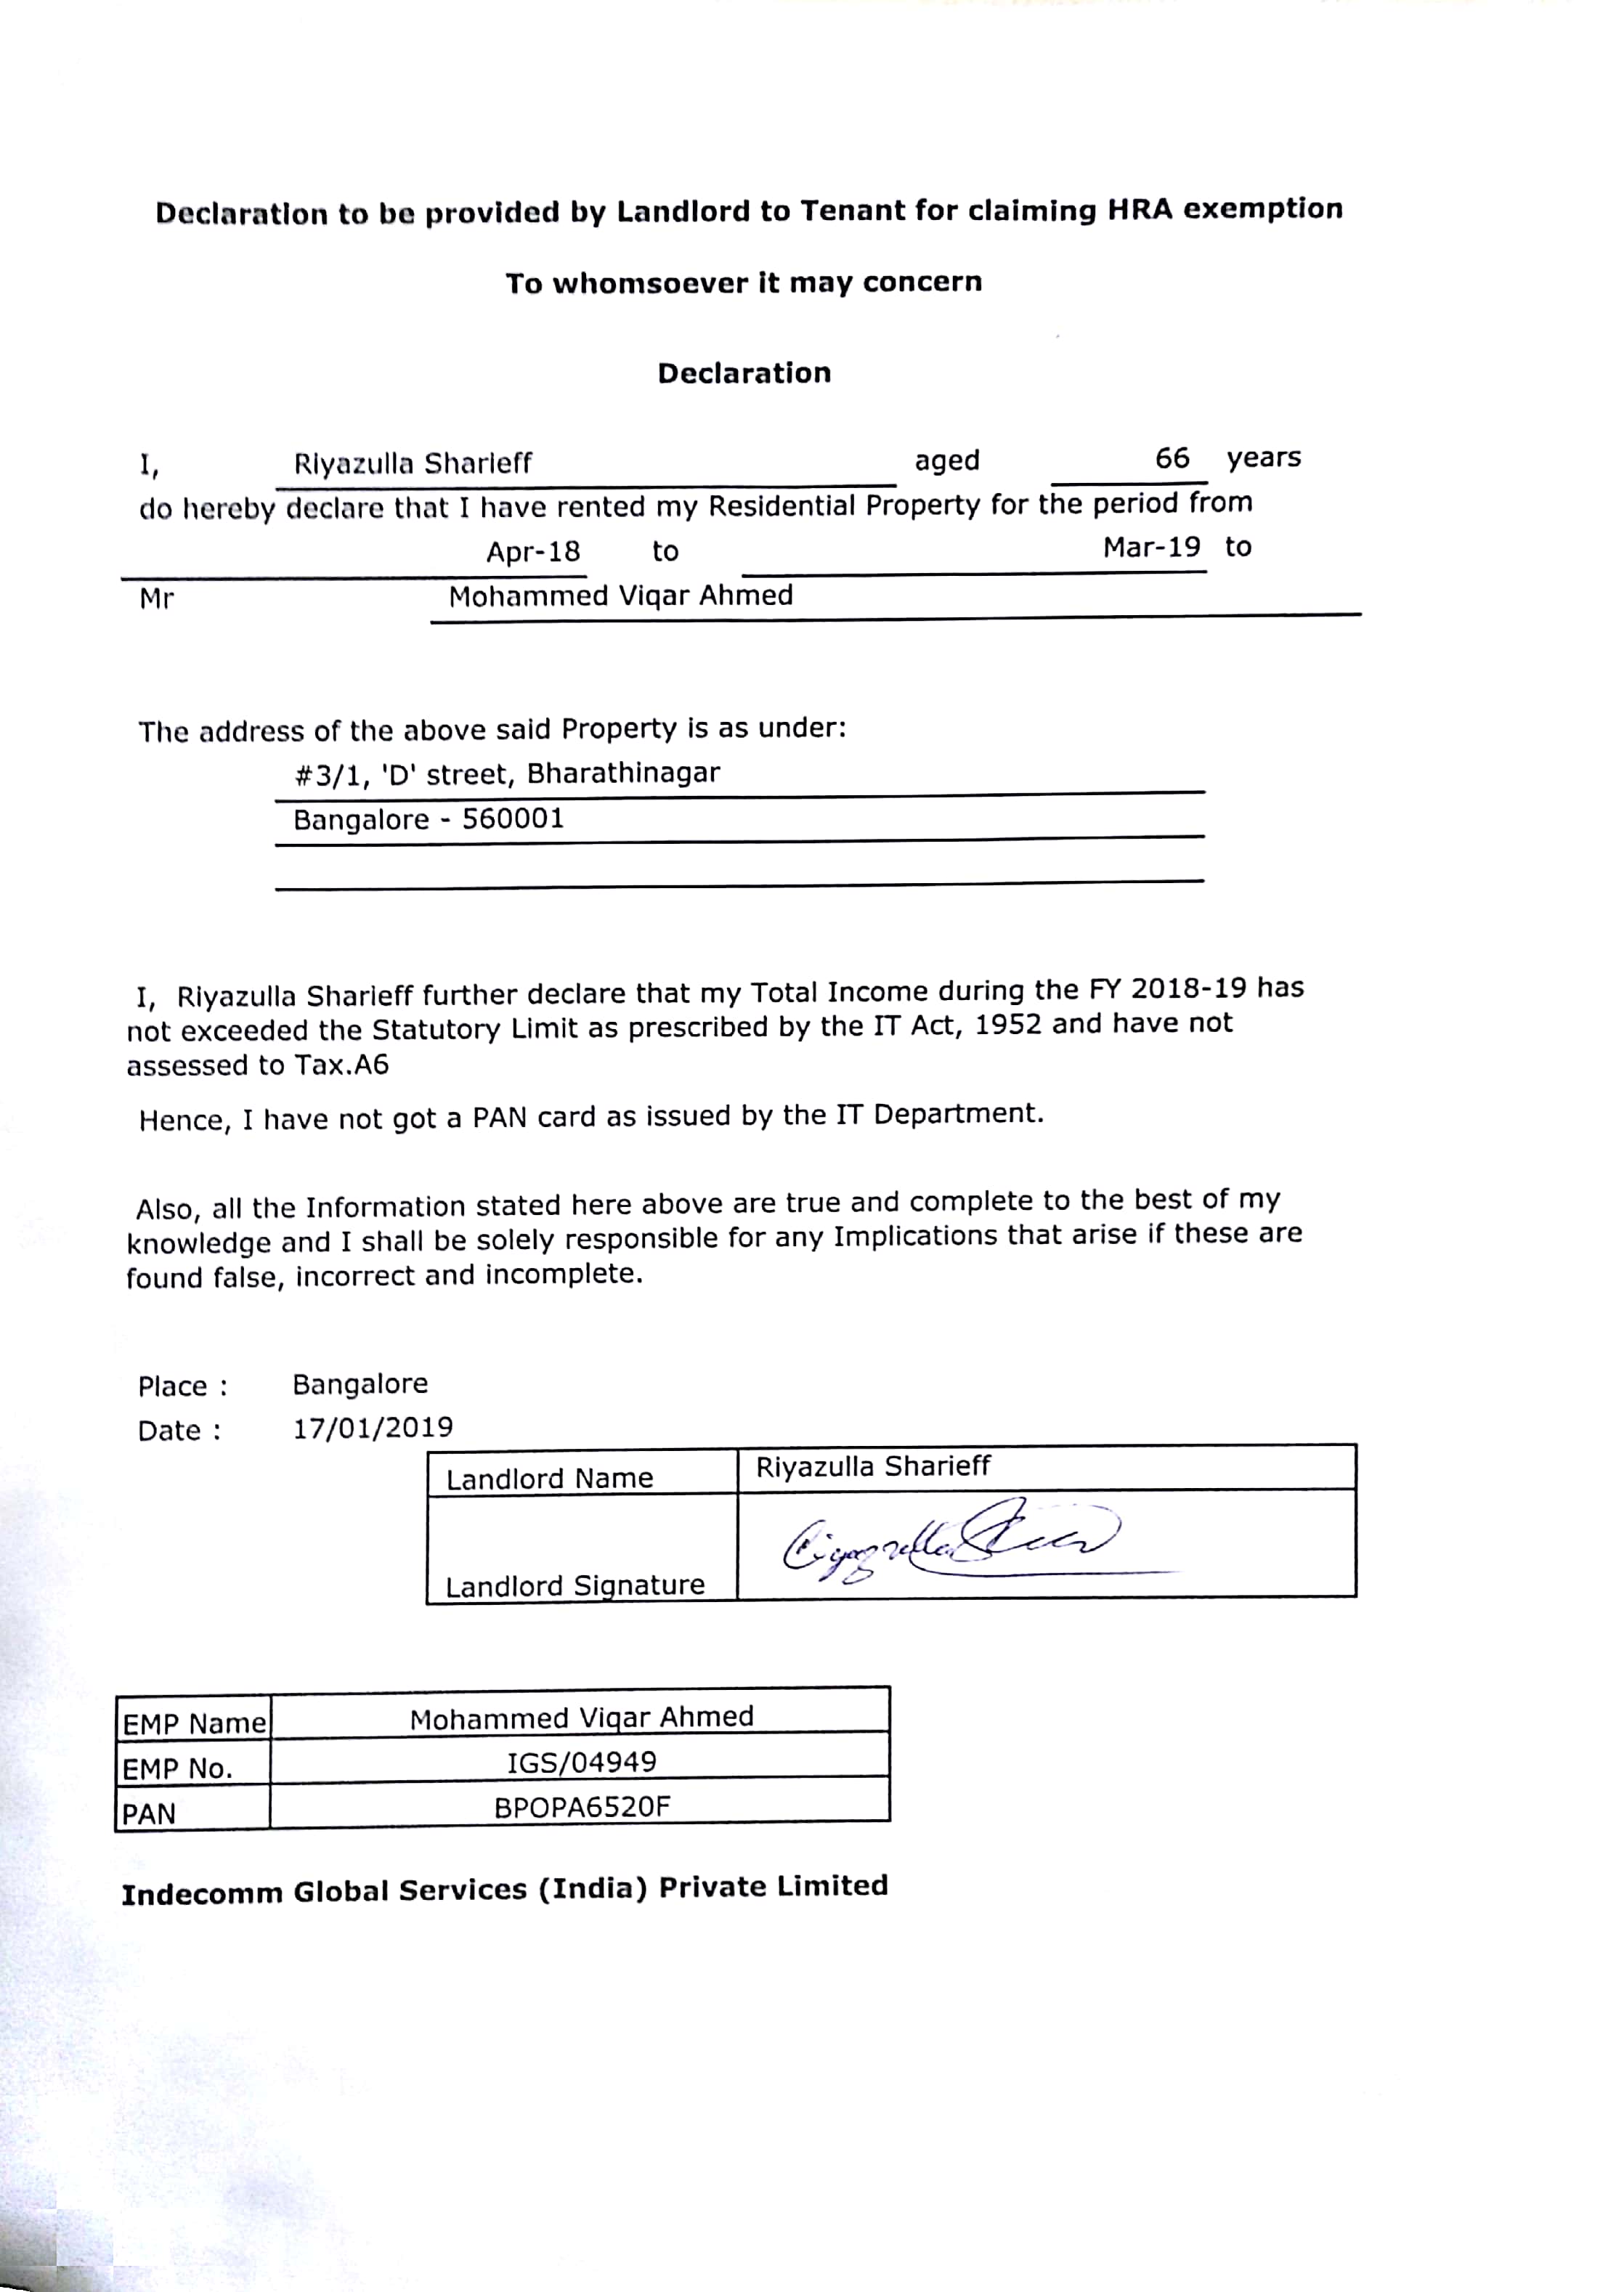 Declaration to be provided by Landlord to Tenant for claiming HRA exemption
To whomsoever it may concern
Declaration
I, Riyazulla Sharieff aged 66 years
do hereby declare that I have rented my Residential Property for the period from
Apr-18 to Mar-19 to
Mr Mohammed Viqar Ahmed
The address of the above said Property is as under:
#3/1, 'D' street, Bharathinagar
Bangalore - 560001
I, Riyazulla Sharieff further declare that my Total Income during the FY 2018-19 has
not exceeded the Statutory Limit as prescribed by the IT Act, 1952 and have not
assessed to Tax.A6
Hence, I have not got a PAN card as issued by the IT Department.
Also, all the Information stated here above are true and complete to the best of my
knowledge and I shall be solely responsible for any Implications that arise if these are
found false, incorrect and incomplete.
Place : Bangalore
Date : 17/01/2019
Landlord Name Riyazulla Sharieff
Landlord Signature Riyazulla
EMP Name Mohammed Viqar Ahmed
EMP No. IGS/04949
PAN BPOPA6520F
Indecomm Global Services (India) Private Limited